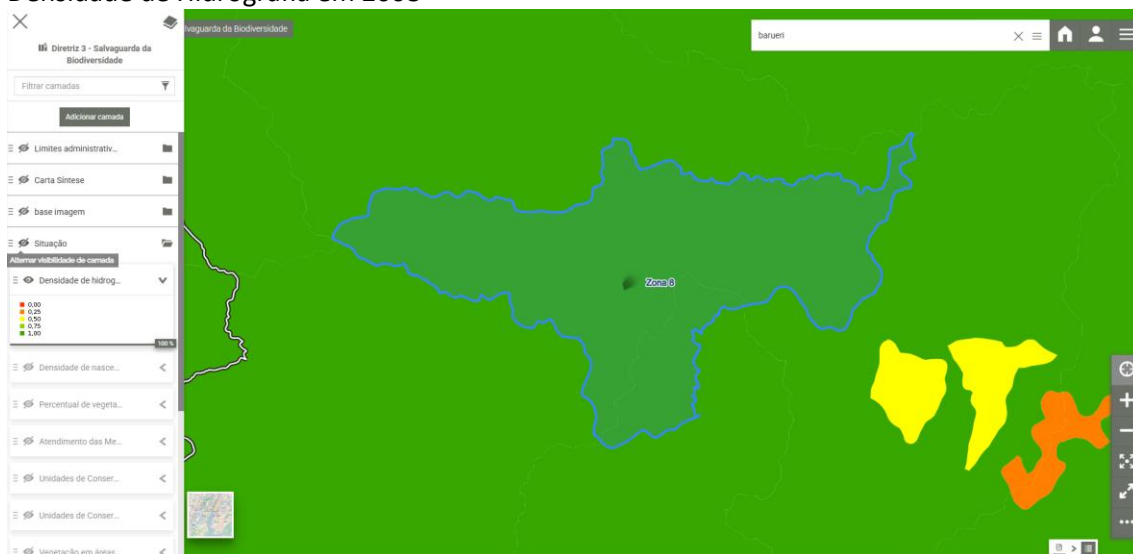 Densidade de Hidrografia em 2008
lvaguarda da Biodiversidade
barueri
Diretriz 3 - Salvaguarda da
Biodiversidade
Filtrar camadas
Adicionar camada
Limites administrativ...
Carta Síntese
base imagem
Situação
Alternar visibilidade de camada
Densidade de hidrog...
0,00
0,25
0,50
0,75
1,00
100 %
Densidade de nasce...
Percentual de vegeta...
Atendimento das Me...
Unidades de Conser...
Unidades de Conser...
Vegetação em áreas
Zona 8